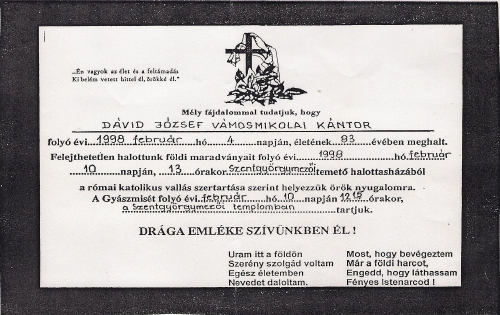 „Én vagyok az élet és a feltámadás
Ki belém vetett hittel él, örökké él."
Mély fájdalommal tudatjuk, hogy
DÁVID JÓZSEF VÁMOSMIKOLAI KÁNTOR
folyó évi 1998 február hó 4 napján, életének 83 évében meghalt.
Felejthetetlen halottunk földi maradványait folyó évi 1998 hó február
10 napján, 13 órakor, Szentgyörgymezői temető halottasházából
a római katolikus vallás szertartása szerint helyezzük örök nyugalomra.
A Gyászmisét folyó évi február hó 10 napján 12 15 órakor,
a Szentgyörgymezői templomban tartjuk.
DRÁGA EMLÉKE SZÍVÜNKBEN ÉL !
Uram itt a földön
Szerény szolgád voltam
Egész életemben
Nevedet daloltam.
Most, hogy bevégeztem
Már a földi harcot,
Engedd, hogy láthassam
Fényes Istenarcod !